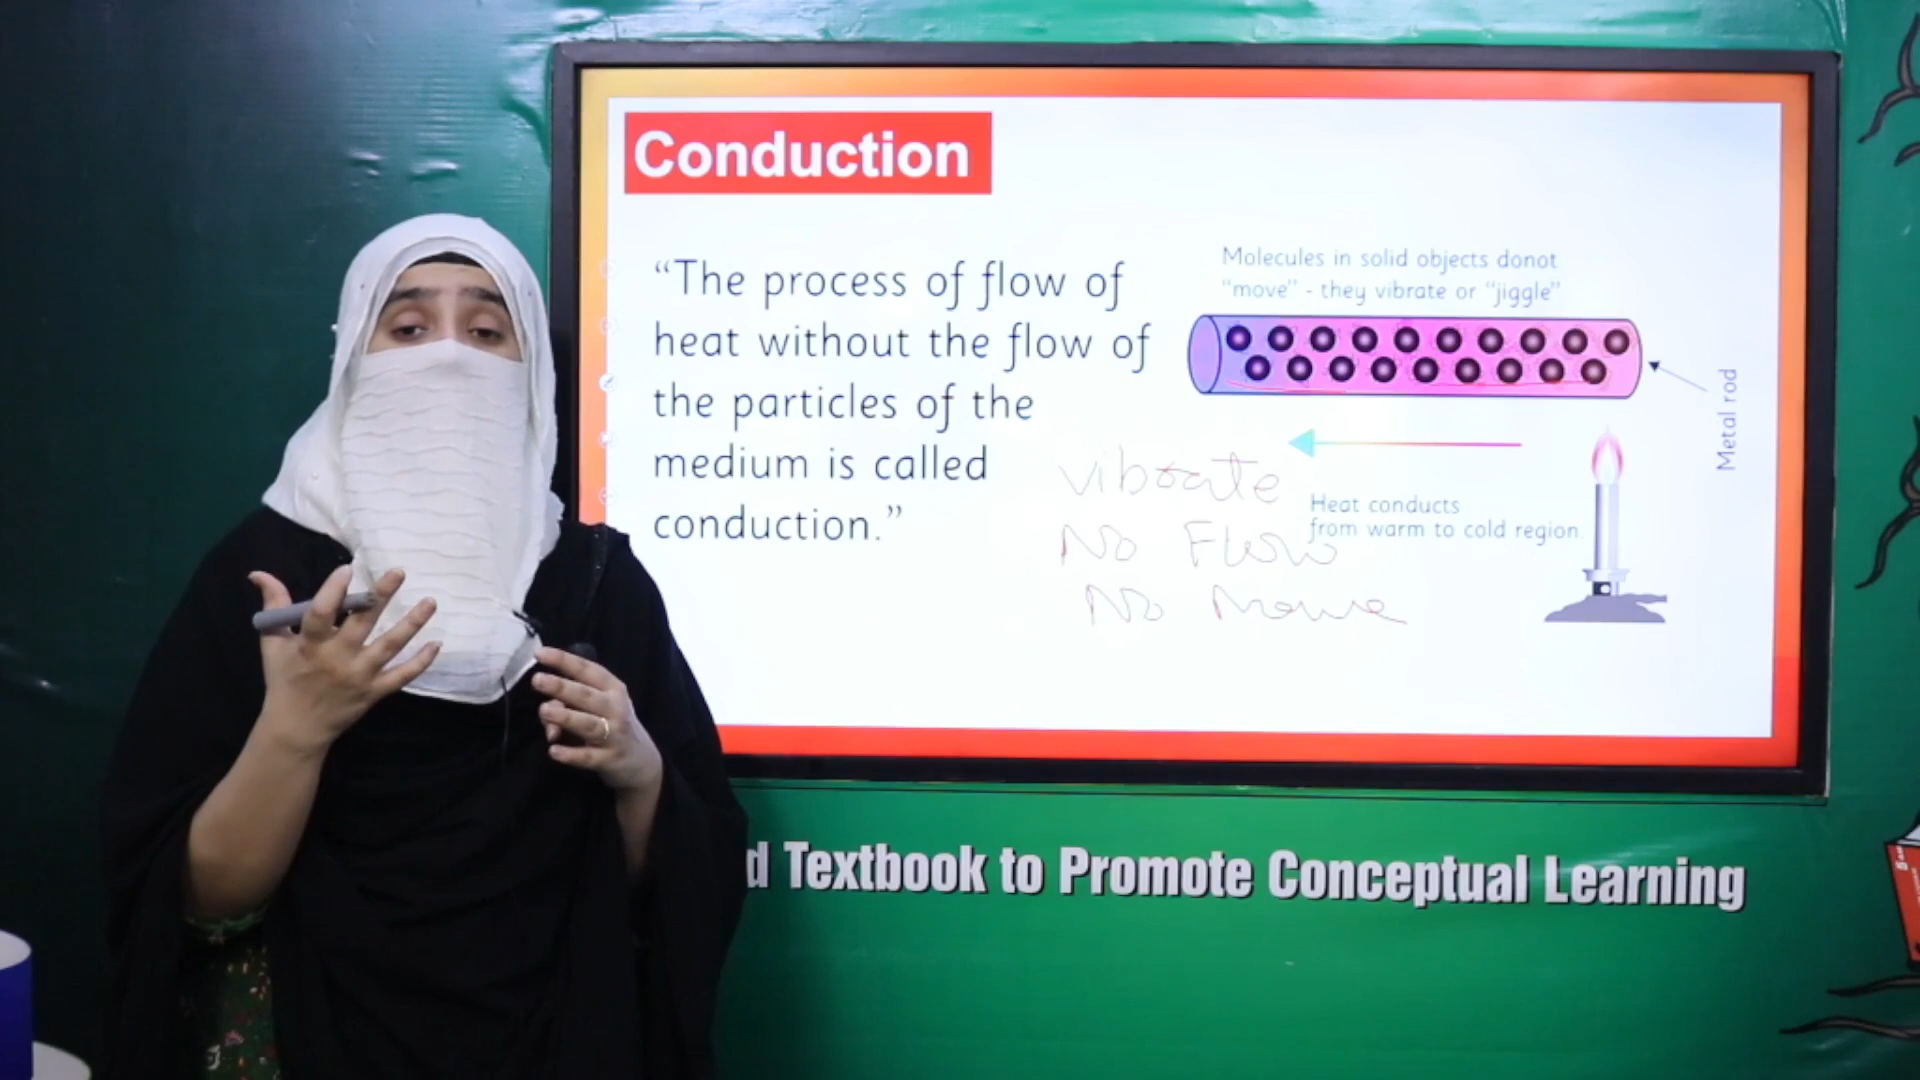 Conduction
“The process of flow of
heat without the flow of
the particles of the
medium is called
conduction.”
Molecules in solid objects donot
“move” - they vibrate or “jiggle”
Metal rod
Heat conducts
from warm to cold region.
vibrate
No Flow
No
d Textbook to Promote Conceptual Learning